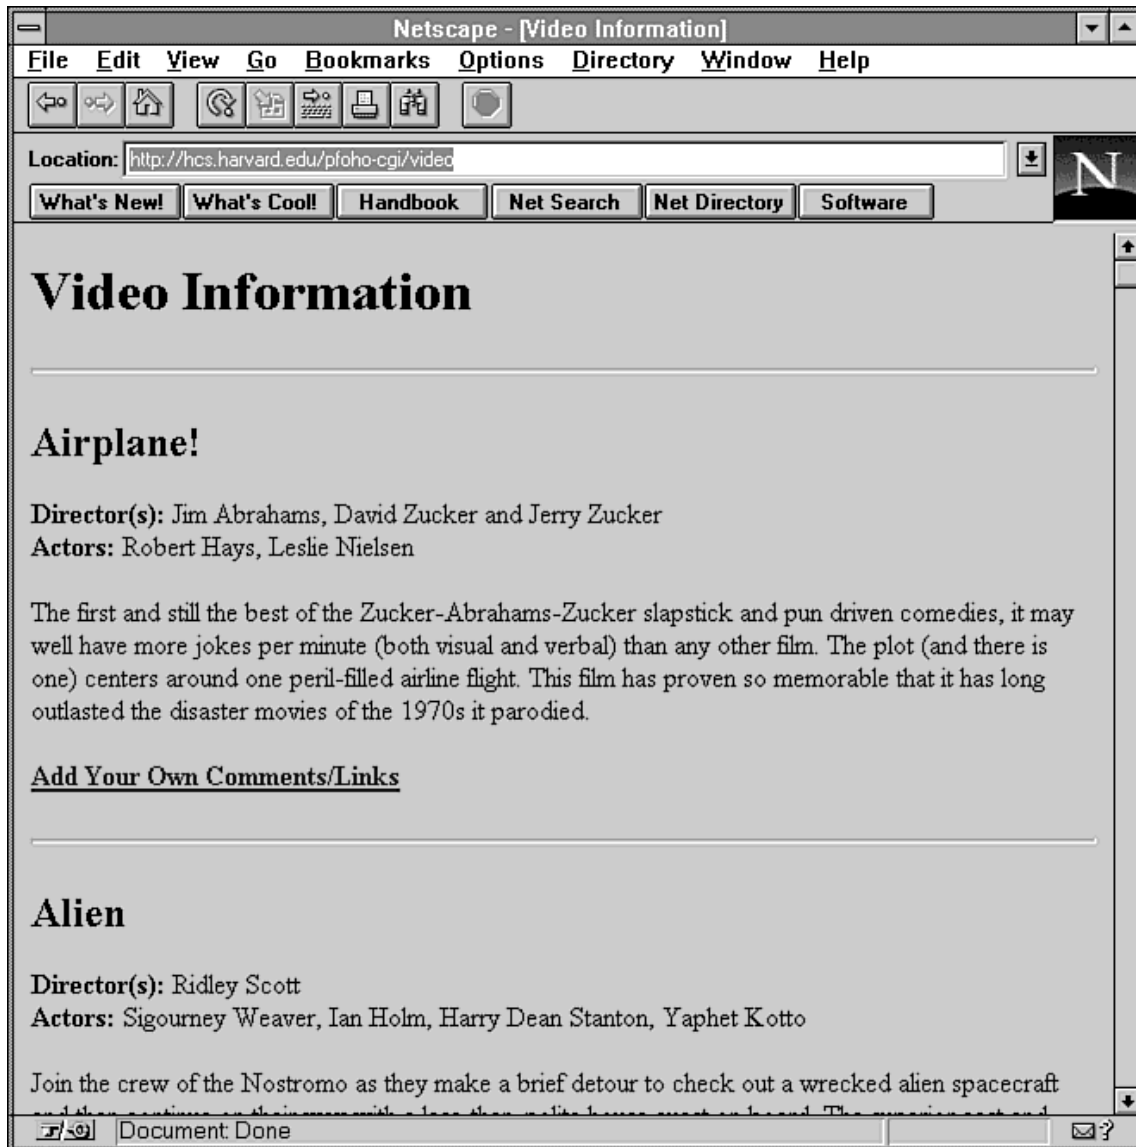 Netscape - [Video Information]
File Edit View Go Bookmarks Options Directory Window Help
Location: http://hcs.harvard.edu/pfoho-cgi/video
N
What's New! What's Cool! Handbook Net Search Net Directory Software
Video Information
Airplane!
Director(s): Jim Abrahams, David Zucker and Jerry Zucker
Actors: Robert Hays, Leslie Nielsen
The first and still the best of the Zucker-Abrahams-Zucker slapstick and pun driven comedies, it may
well have more jokes per minute (both visual and verbal) than any other film. The plot (and there is
one) centers around one peril-filled airline flight. This film has proven so memorable that it has long
outlasted the disaster movies of the 1970s it parodied.
Add Your Own Comments/Links
Alien
Director(s): Ridley Scott
Actors: Sigourney Weaver, Ian Holm, Harry Dean Stanton, Yaphet Kotto
Join the crew of the Nostromo as they make a brief detour to check out a wrecked alien spacecraft
Document: Done
?